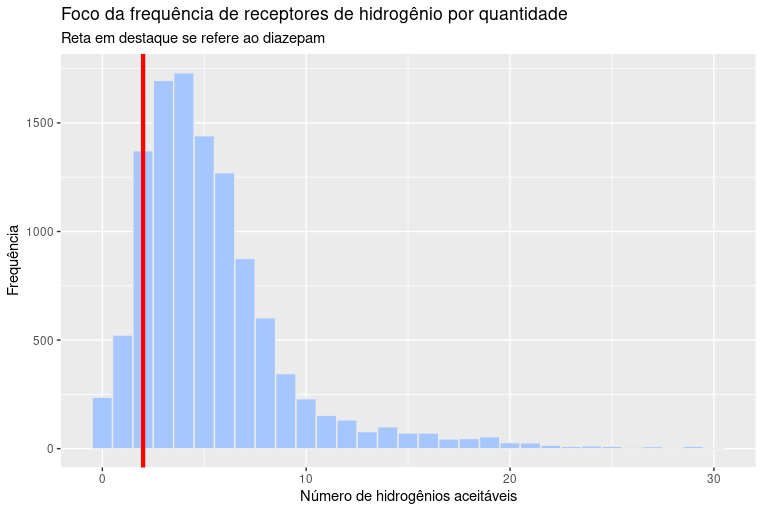 Foco da frequência de receptores de hidrogênio por quantidade
Reta em destaque se refere ao diazepam
Frequência
1500
1000
500
0
0 10 20 30
Número de hidrogênios aceitáveis